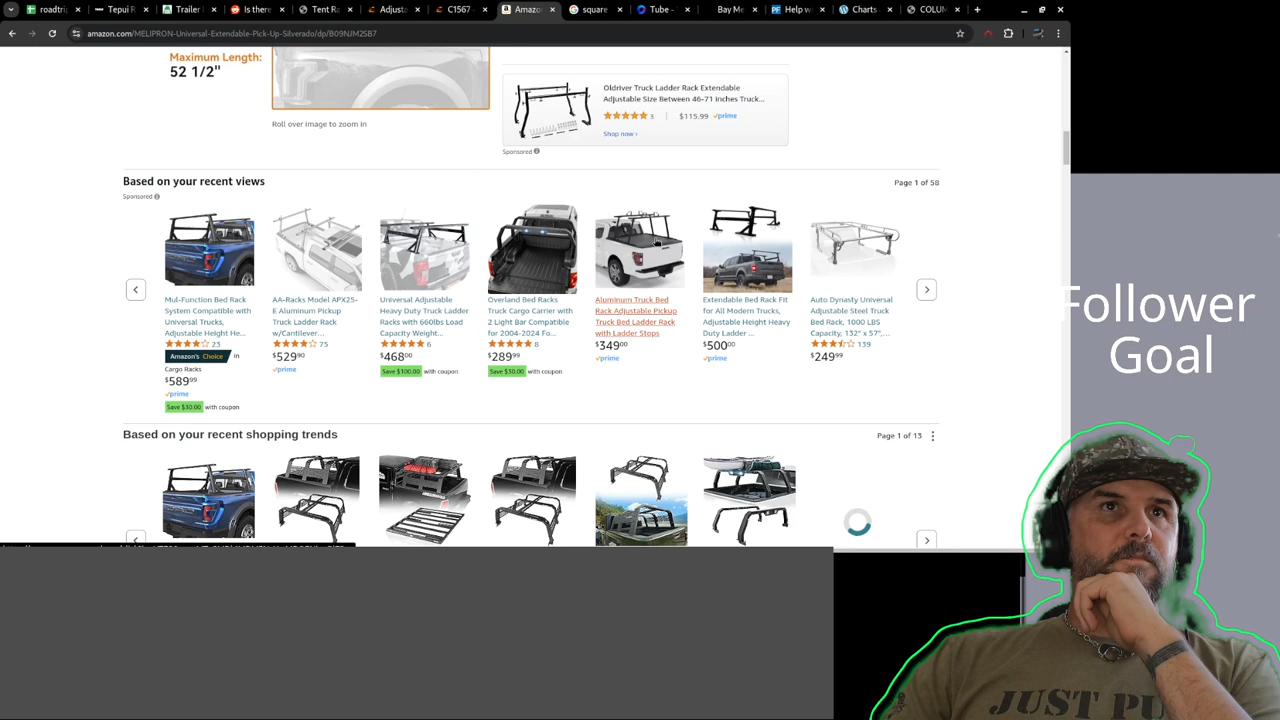 roadtrip
Tepui R
Trailer I
Is there
Tent Ra
Adjusta
C1567 -
Amazon
square
Tube -
Bay Me
Help w
Charts -
COLUM
amazon.com/MELIPRON-Universal-Extendable-Pick-Up-Silverado/dp/B09NJM2SB7
Maximum Length:
52 1/2"
Roll over image to zoom in
Oldriver Truck Ladder Rack Extendable
Adjustable Size Between 46-71 Inches Truck...
3 | $115.99 prime
Shop now ›
Sponsored
Based on your recent views
Page 1 of 58
Sponsored
Mul-Function Bed Rack
System Compatible with
Universal Trucks,
Adjustable Height He...
23
Amazon's Choice in
Cargo Racks
$589.99
prime
Save $30.00 with coupon
AA-Racks Model APX25-
E Aluminum Pickup
Truck Ladder Rack
w/Cantilever...
75
$529.90
prime
Universal Adjustable
Heavy Duty Truck Ladder
Racks with 660lbs Load
Capacity Weight...
6
$468.00
Save $100.00 with coupon
Overland Bed Racks
Truck Cargo Carrier with
2 Light Bar Compatible
for 2004-2024 Fo...
8
$289.99
Save $30.00 with coupon
Aluminum Truck Bed
Rack Adjustable Pickup
Truck Bed Ladder Rack
with Ladder Stops
$349.00
prime
Extendable Bed Rack Fit
for All Modern Trucks,
Adjustable Height Heavy
Duty Ladder ...
$500.00
prime
Auto Dynasty Universal
Adjustable Steel Truck
Bed Rack, 1000 LBS
Capacity, 132" x 57",...
139
$249.99
Based on your recent shopping trends
Page 1 of 13
Follower
Goal
JUST PU